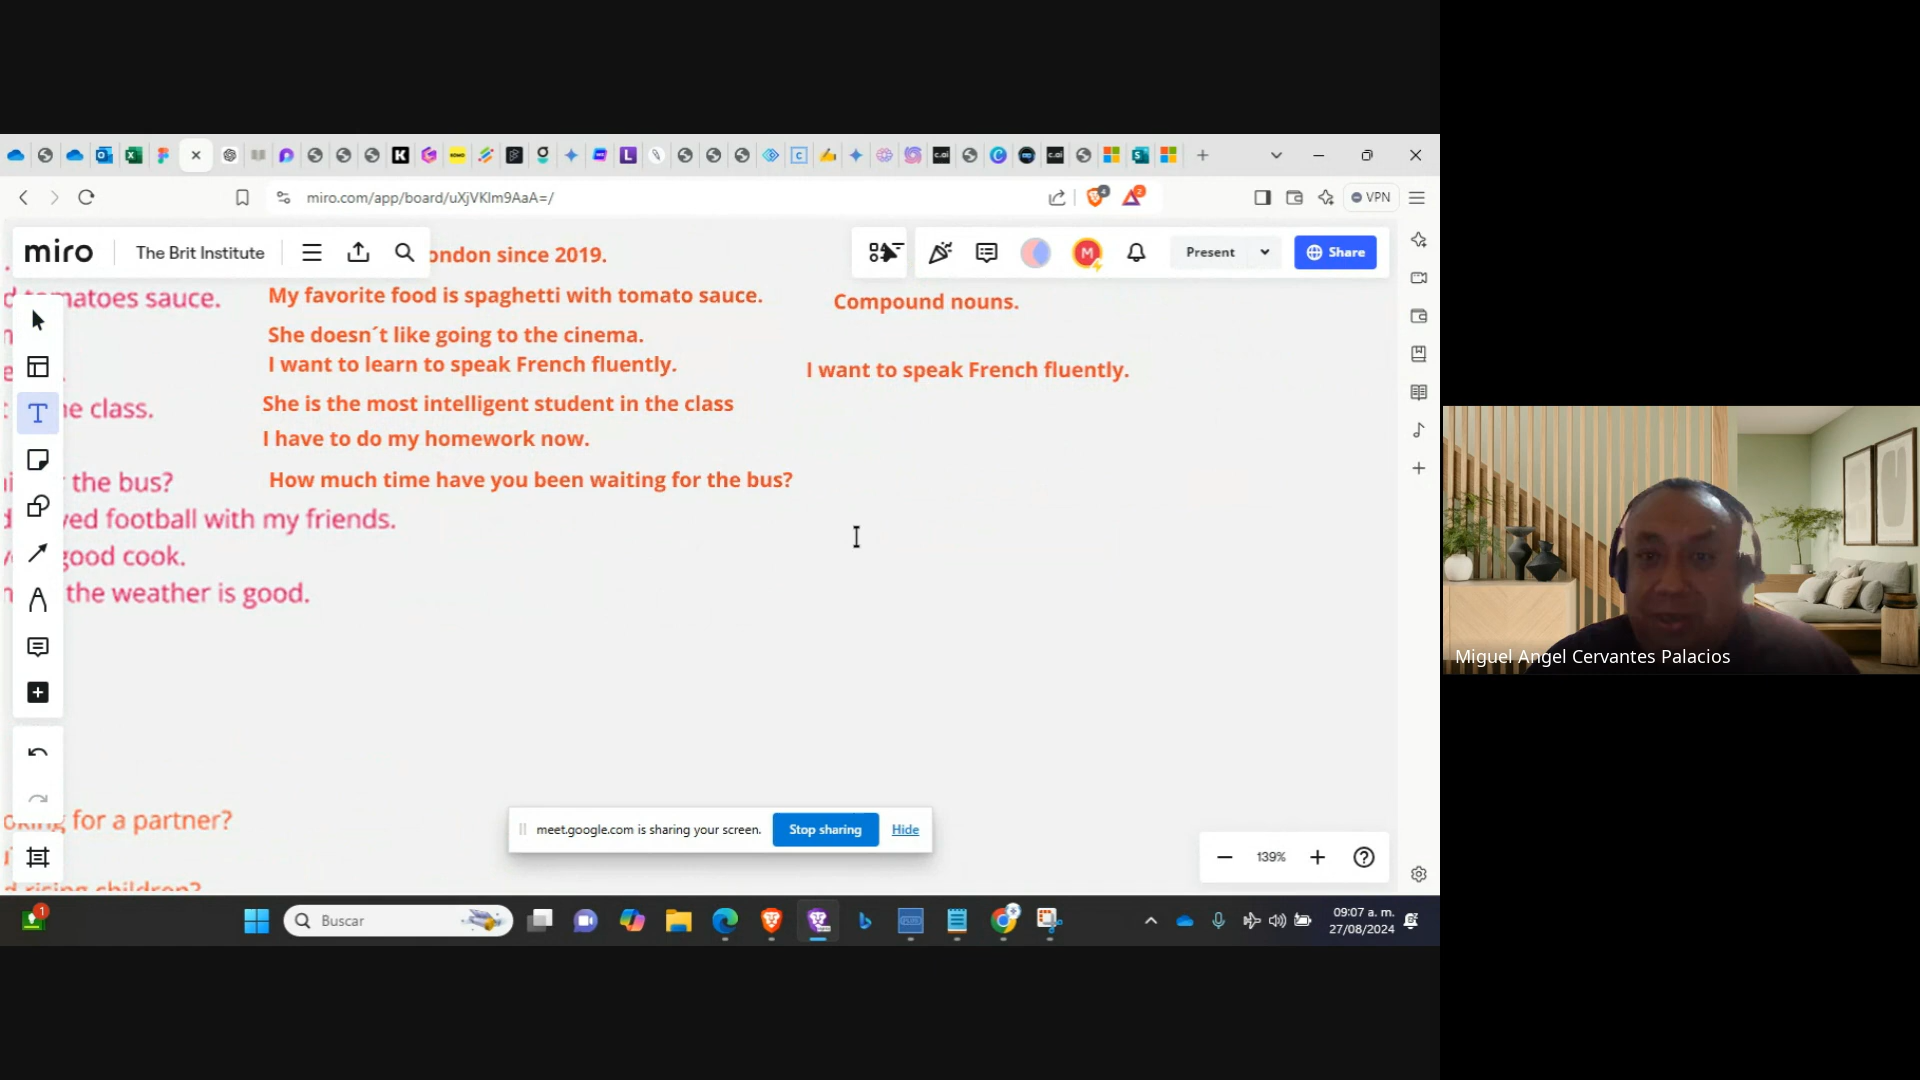 miro.com/app/board/uXjVKlm9AaA=/
VPN
miro
The Brit Institute
ondon since 2019.
Present
Share
tomatoes sauce.
My favorite food is spaghetti with tomato sauce.
Compound nouns.
She doesn´t like going to the cinema.
I want to learn to speak French fluently.
I want to speak French fluently.
he class.
She is the most intelligent student in the class
I have to do my homework now.
the bus?
How much time have you been waiting for the bus?
yed football with my friends.
good cook.
the weather is good.
Miguel Angel Cervantes Palacios
for a partner?
meet.google.com is sharing your screen.
Stop sharing
Hide
139%
rising children?
Buscar
09:07 a. m.
27/08/2024